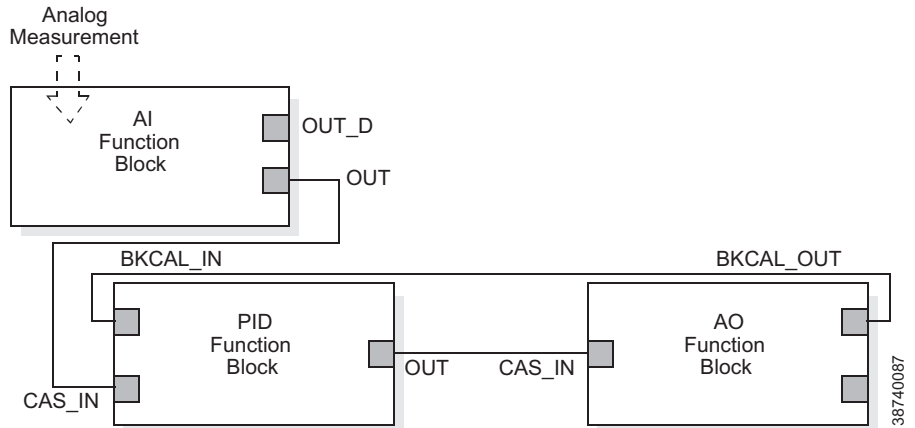 Analog
Measurement
AI
Function
Block
OUT_D
OUT
BKCAL_IN
BKCAL_OUT
PID
Function
Block
AO
Function
Block
OUT
CAS_IN
CAS_IN
38740087